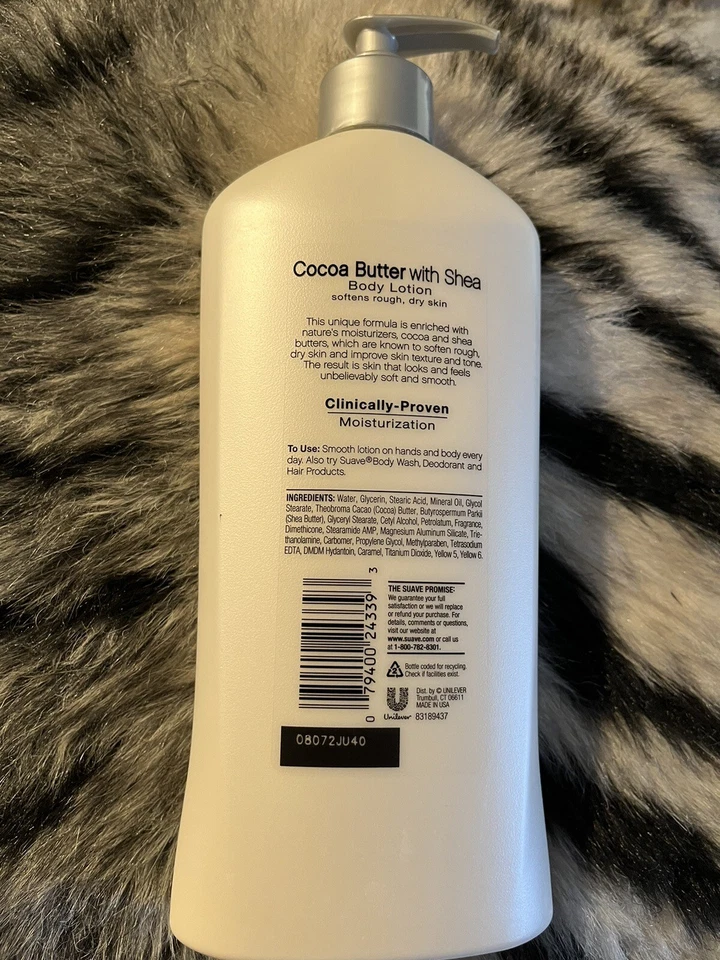 Cocoa Butter with Shea
Body Lotion
softens rough, dry skin
This unique formula is enriched with
nature's moisturizers, cocoa and shea
butters, which are known to soften rough,
dry skin and improve skin texture and tone.
The result is skin that looks and feels
unbelievably soft and smooth.
Clinically-Proven
Moisturization
To Use: Smooth lotion on hands and body every
day. Also try Suave® Body Wash, Deodorant and
Hair Products.
INGREDIENTS: Water, Glycerin, Stearic Acid, Mineral Oil, Glycol
Stearate, Theobroma Cacao (Cocoa) Butter, Butyrospermum Parkii
(Shea Butter), Glyceryl Stearate, Cetyl Alcohol, Petrolatum, Fragrance,
Dimethicone, Stearamide AMP, Magnesium Aluminum Silicate, Trie-
thanolamine, Carbomer, Propylene Glycol, Methylparaben, Tetrasodium
EDTA, DMDM Hydantoin, Caramel, Titanium Dioxide, Yellow 5, Yellow 6.
0 79400 24339 3
THE SUAVE PROMISE:
We guarantee your full
satisfaction or we will replace
or refund your purchase. For
details, comments or questions,
visit our website at
www.suave.com or call us
at 1-800-782-8301.
2
Bottle coded for recycling.
Check if facilities exist.
Unilever
Dist. by © UNILEVER
Trumbull, CT 06611
MADE IN USA
83189437
08072JU40